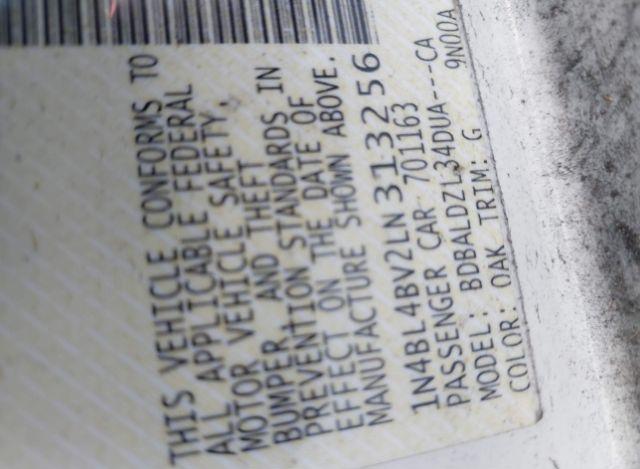 THIS VEHICLE CONFORMS TO
ALL APPLICABLE FEDERAL
MOTOR VEHICLE SAFETY,
BUMPER AND THEFT
PREVENTION STANDARDS IN
EFFECT ON THE DATE OF
MANUFACTURE SHOWN ABOVE.
1N4BL4BV2LN313256
PASSENGER CAR 701163
MODEL: BDBALDZL34DUA---CA
COLOR: OAK TRIM: G 9N00A